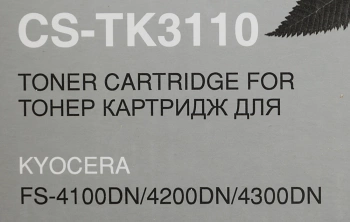 CS-TK3110
TONER CARTRIDGE FOR
ТОНЕР КАРТРИДЖ ДЛЯ
KYOCERA
FS-4100DN/4200DN/4300DN